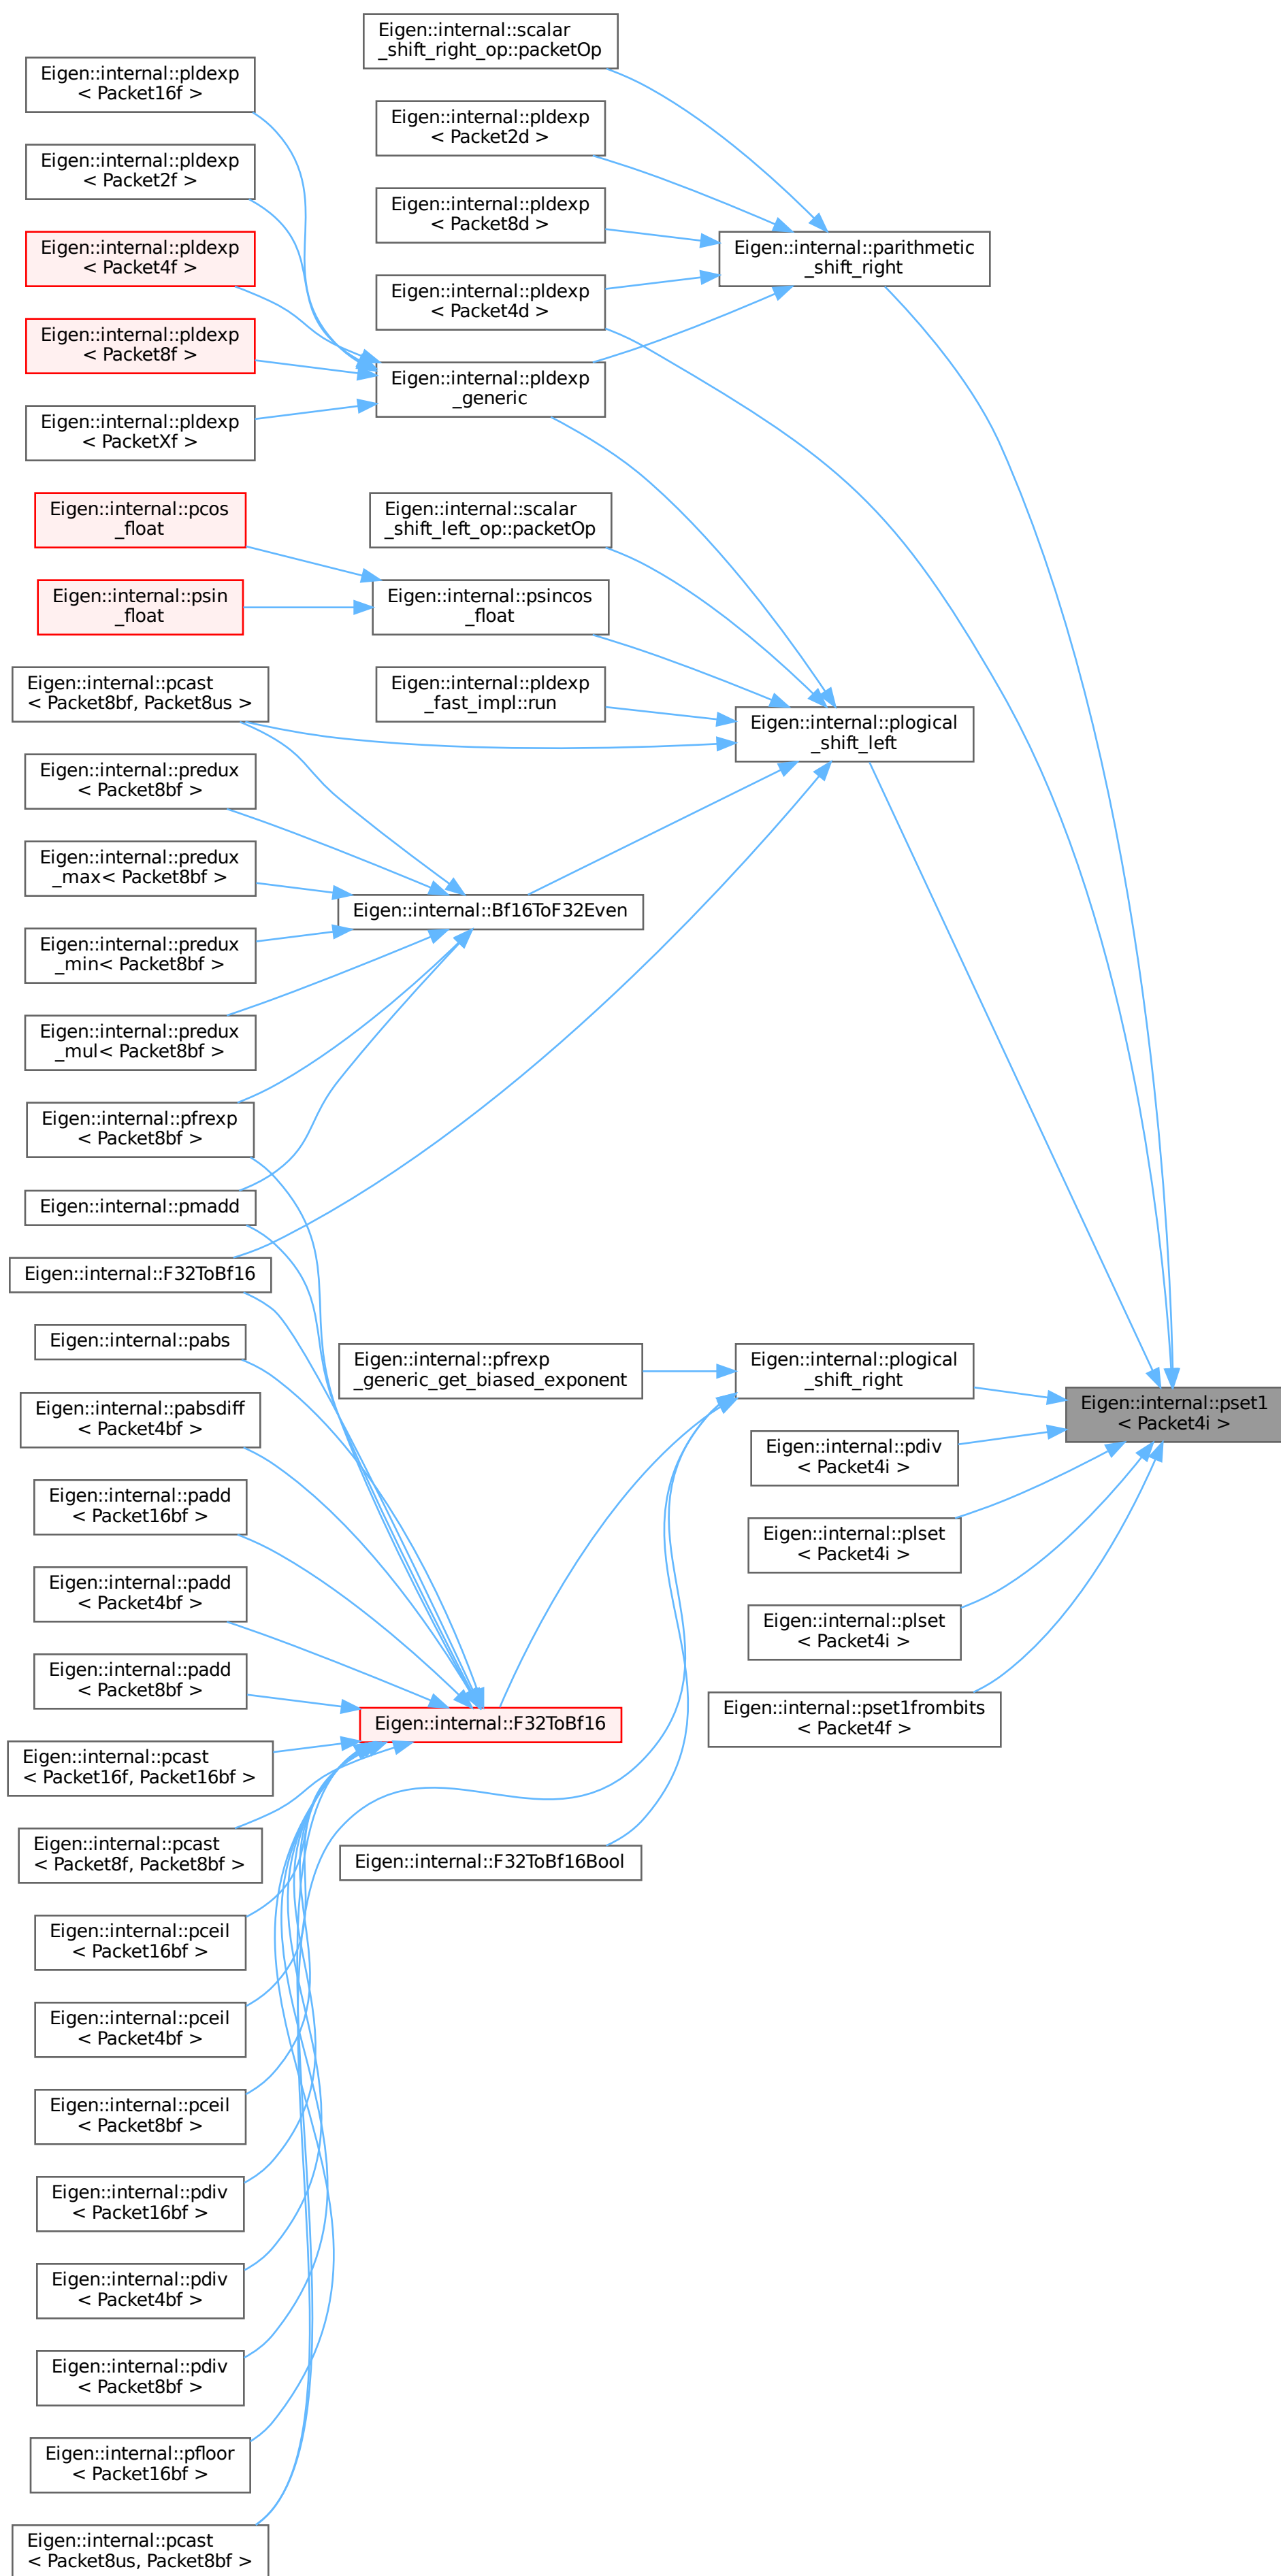 Eigen::internal::scalar
_shift_right_op::packetOp
Eigen::internal::pldexp
< Packet16f >
Eigen::internal::pldexp
< Packet2d >
Eigen::internal::pldexp
< Packet2f >
Eigen::internal::pldexp
< Packet8d >
Eigen::internal::pldexp
< Packet4f >
Eigen::internal::parithmetic
_shift_right
Eigen::internal::pldexp
< Packet4d >
Eigen::internal::pldexp
< Packet8f >
Eigen::internal::pldexp
_generic
Eigen::internal::pldexp
< PacketXf >
Eigen::internal::pcos
_float
Eigen::internal::scalar
_shift_left_op::packetOp
Eigen::internal::psin
_float
Eigen::internal::psincos
_float
Eigen::internal::pcast
< Packet8bf, Packet8us >
Eigen::internal::pldexp
_fast_impl::run
Eigen::internal::plogical
_shift_left
Eigen::internal::predux
< Packet8bf >
Eigen::internal::predux
_max< Packet8bf >
Eigen::internal::Bf16ToF32Even
Eigen::internal::predux
_min< Packet8bf >
Eigen::internal::predux
_mul< Packet8bf >
Eigen::internal::pfrexp
< Packet8bf >
Eigen::internal::pmadd
Eigen::internal::F32ToBf16
Eigen::internal::pabs
Eigen::internal::pfrexp
_generic_get_biased_exponent
Eigen::internal::plogical
_shift_right
Eigen::internal::pset1
< Packet4i >
Eigen::internal::pabsdiff
< Packet4bf >
Eigen::internal::pdiv
< Packet4i >
Eigen::internal::padd
< Packet16bf >
Eigen::internal::plset
< Packet4i >
Eigen::internal::padd
< Packet4bf >
Eigen::internal::plset
< Packet4i >
Eigen::internal::padd
< Packet8bf >
Eigen::internal::pset1frombits
< Packet4f >
Eigen::internal::F32ToBf16
Eigen::internal::pcast
< Packet16f, Packet16bf >
Eigen::internal::pcast
< Packet8f, Packet8bf >
Eigen::internal::F32ToBf16Bool
Eigen::internal::pceil
< Packet16bf >
Eigen::internal::pceil
< Packet4bf >
Eigen::internal::pceil
< Packet8bf >
Eigen::internal::pdiv
< Packet16bf >
Eigen::internal::pdiv
< Packet4bf >
Eigen::internal::pdiv
< Packet8bf >
Eigen::internal::pfloor
< Packet16bf >
Eigen::internal::pcast
< Packet8us, Packet8bf >